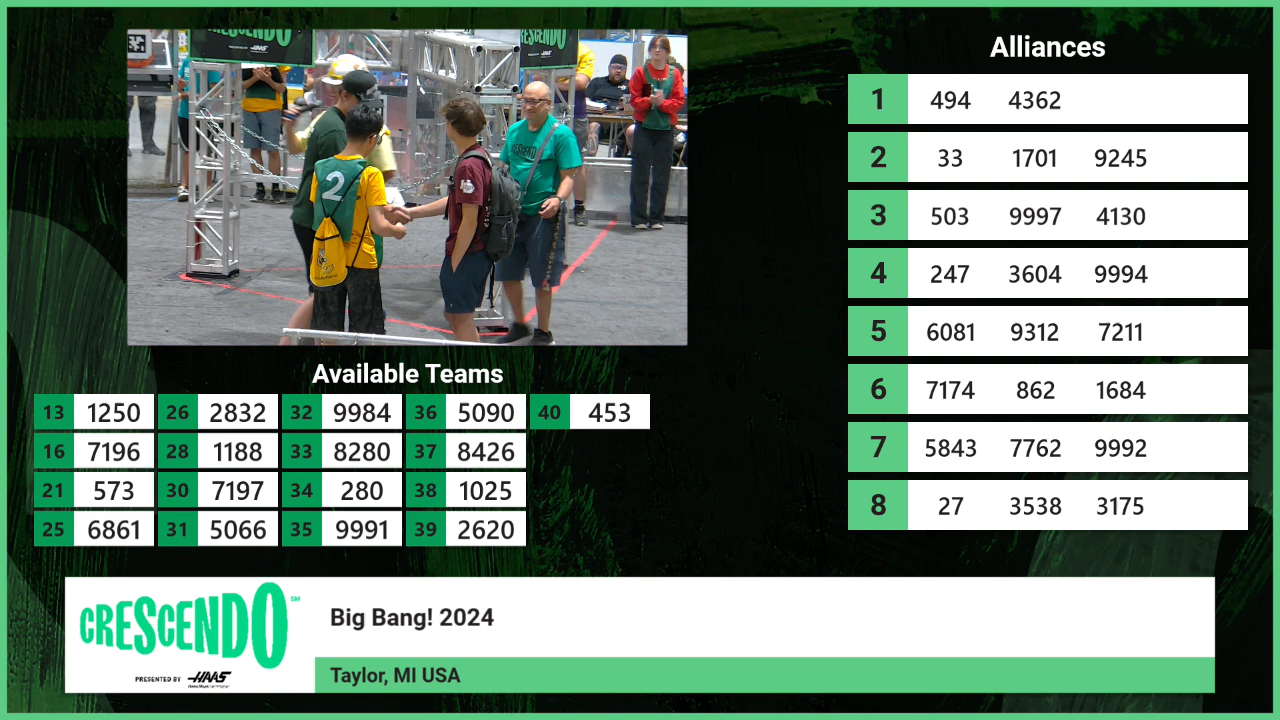 CRESCENDO
HAAS
CRESCENDO
2
Alliances
1 494 4362
2 33 1701 9245
3 503 9997 4130
4 247 3604 9994
5 6081 9312 7211
6 7174 862 1684
7 5843 7762 9992
8 27 3538 3175
Available Teams
13 1250 26 2832 32 9984 36 5090 40 453
16 7196 28 1188 33 8280 37 8426
21 573 30 7197 34 280 38 1025
25 6861 31 5066 35 9991 39 2620
CRESCENDO℠
PRESENTED BY HAAS
Big Bang! 2024
Taylor, MI USA